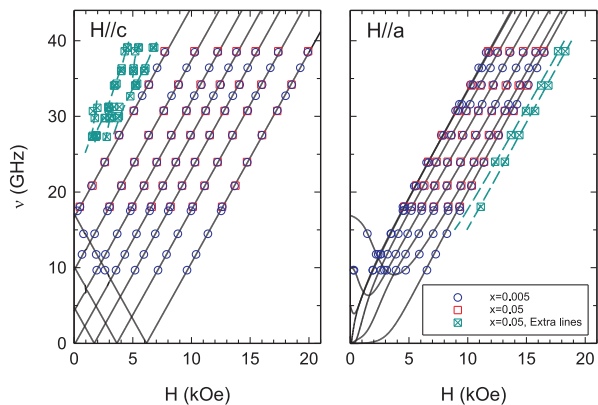 H//c
H//a
40
30
20
10
0
ν (GHz)
0 5 10 15 20
0 5 10 15 20
H (kOe)
H (kOe)
x=0.005
x=0.05
x=0.05, Extra lines